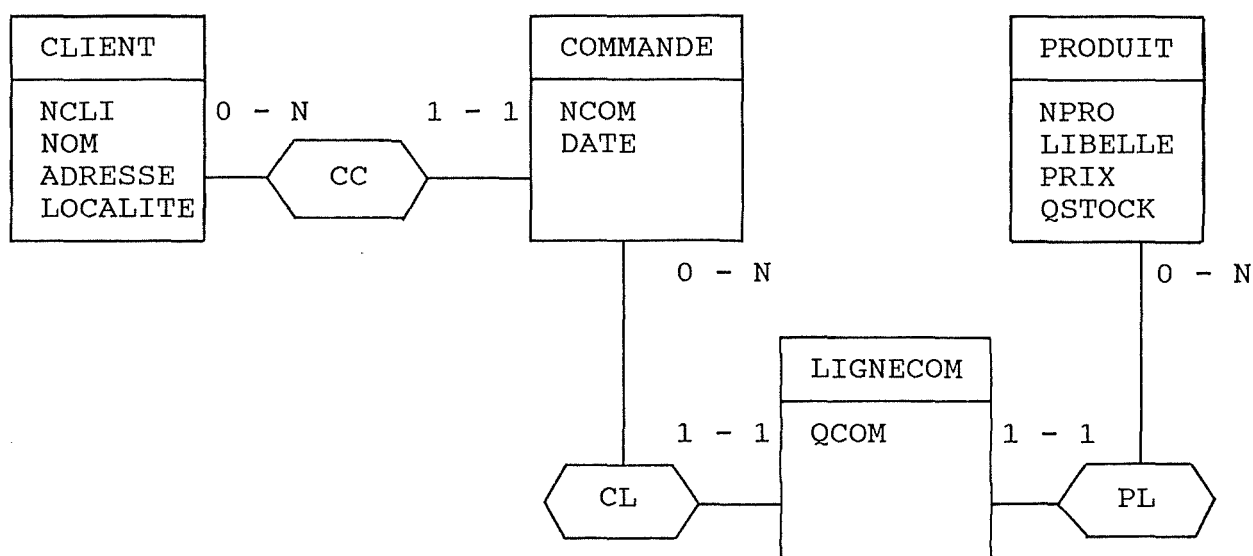 CLIENT
NCLI
NOM
ADRESSE
LOCALITE
0 - N
CC
1 - 1
COMMANDE
NCOM
DATE
0 - N
PRODUIT
NPRO
LIBELLE
PRIX
QSTOCK
0 - N
LIGNECOM
QCOM
1 - 1
1 - 1
CL
PL